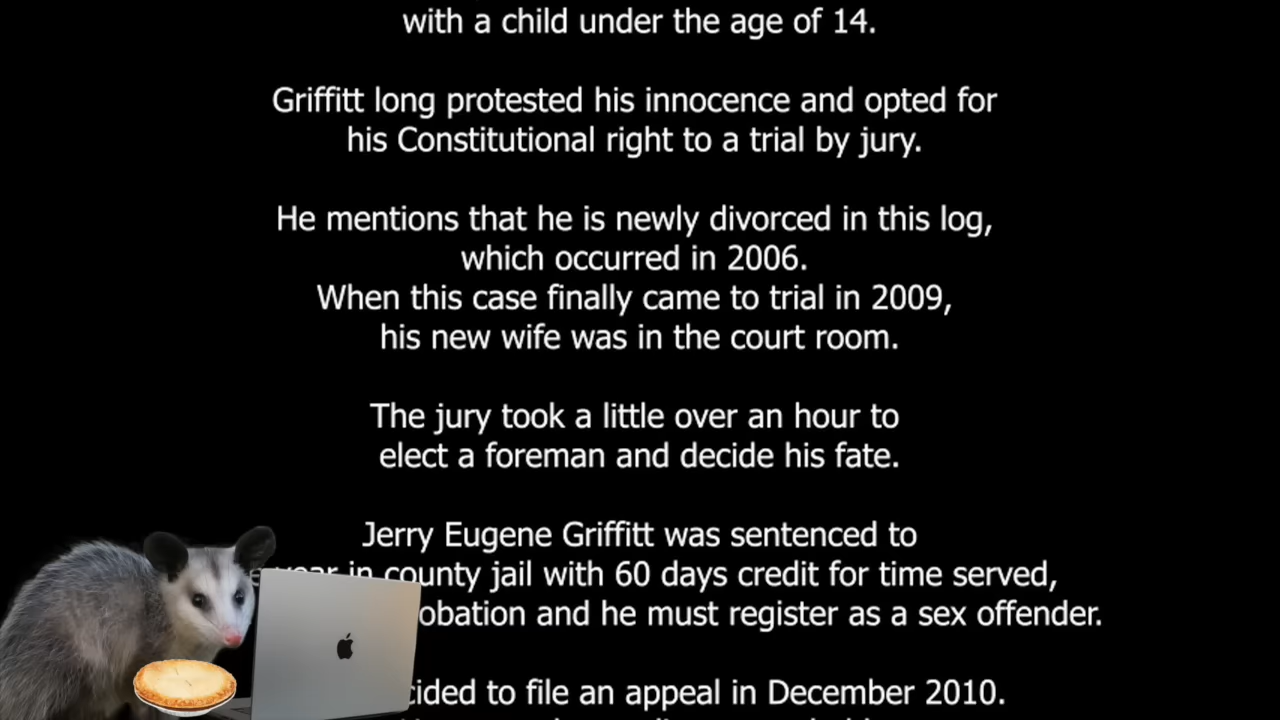 with a child under the age of 14.
Griffitt long protested his innocence and opted for
his Constitutional right to a trial by jury.
He mentions that he is newly divorced in this log,
which occurred in 2006.
When this case finally came to trial in 2009,
his new wife was in the court room.
The jury took a little over an hour to
elect a foreman and decide his fate.
Jerry Eugene Griffitt was sentenced to
year in county jail with 60 days credit for time served,
and he must register as a sex offender.
to file an appeal in December 2010.